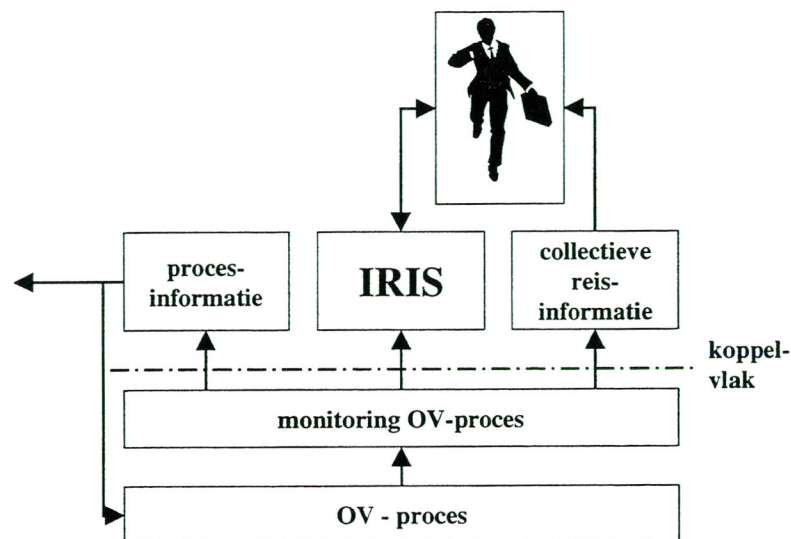 proces-
informatie
IRIS
collectieve
reis-
informatie
koppel-
vlak
monitoring OV-proces
OV - proces